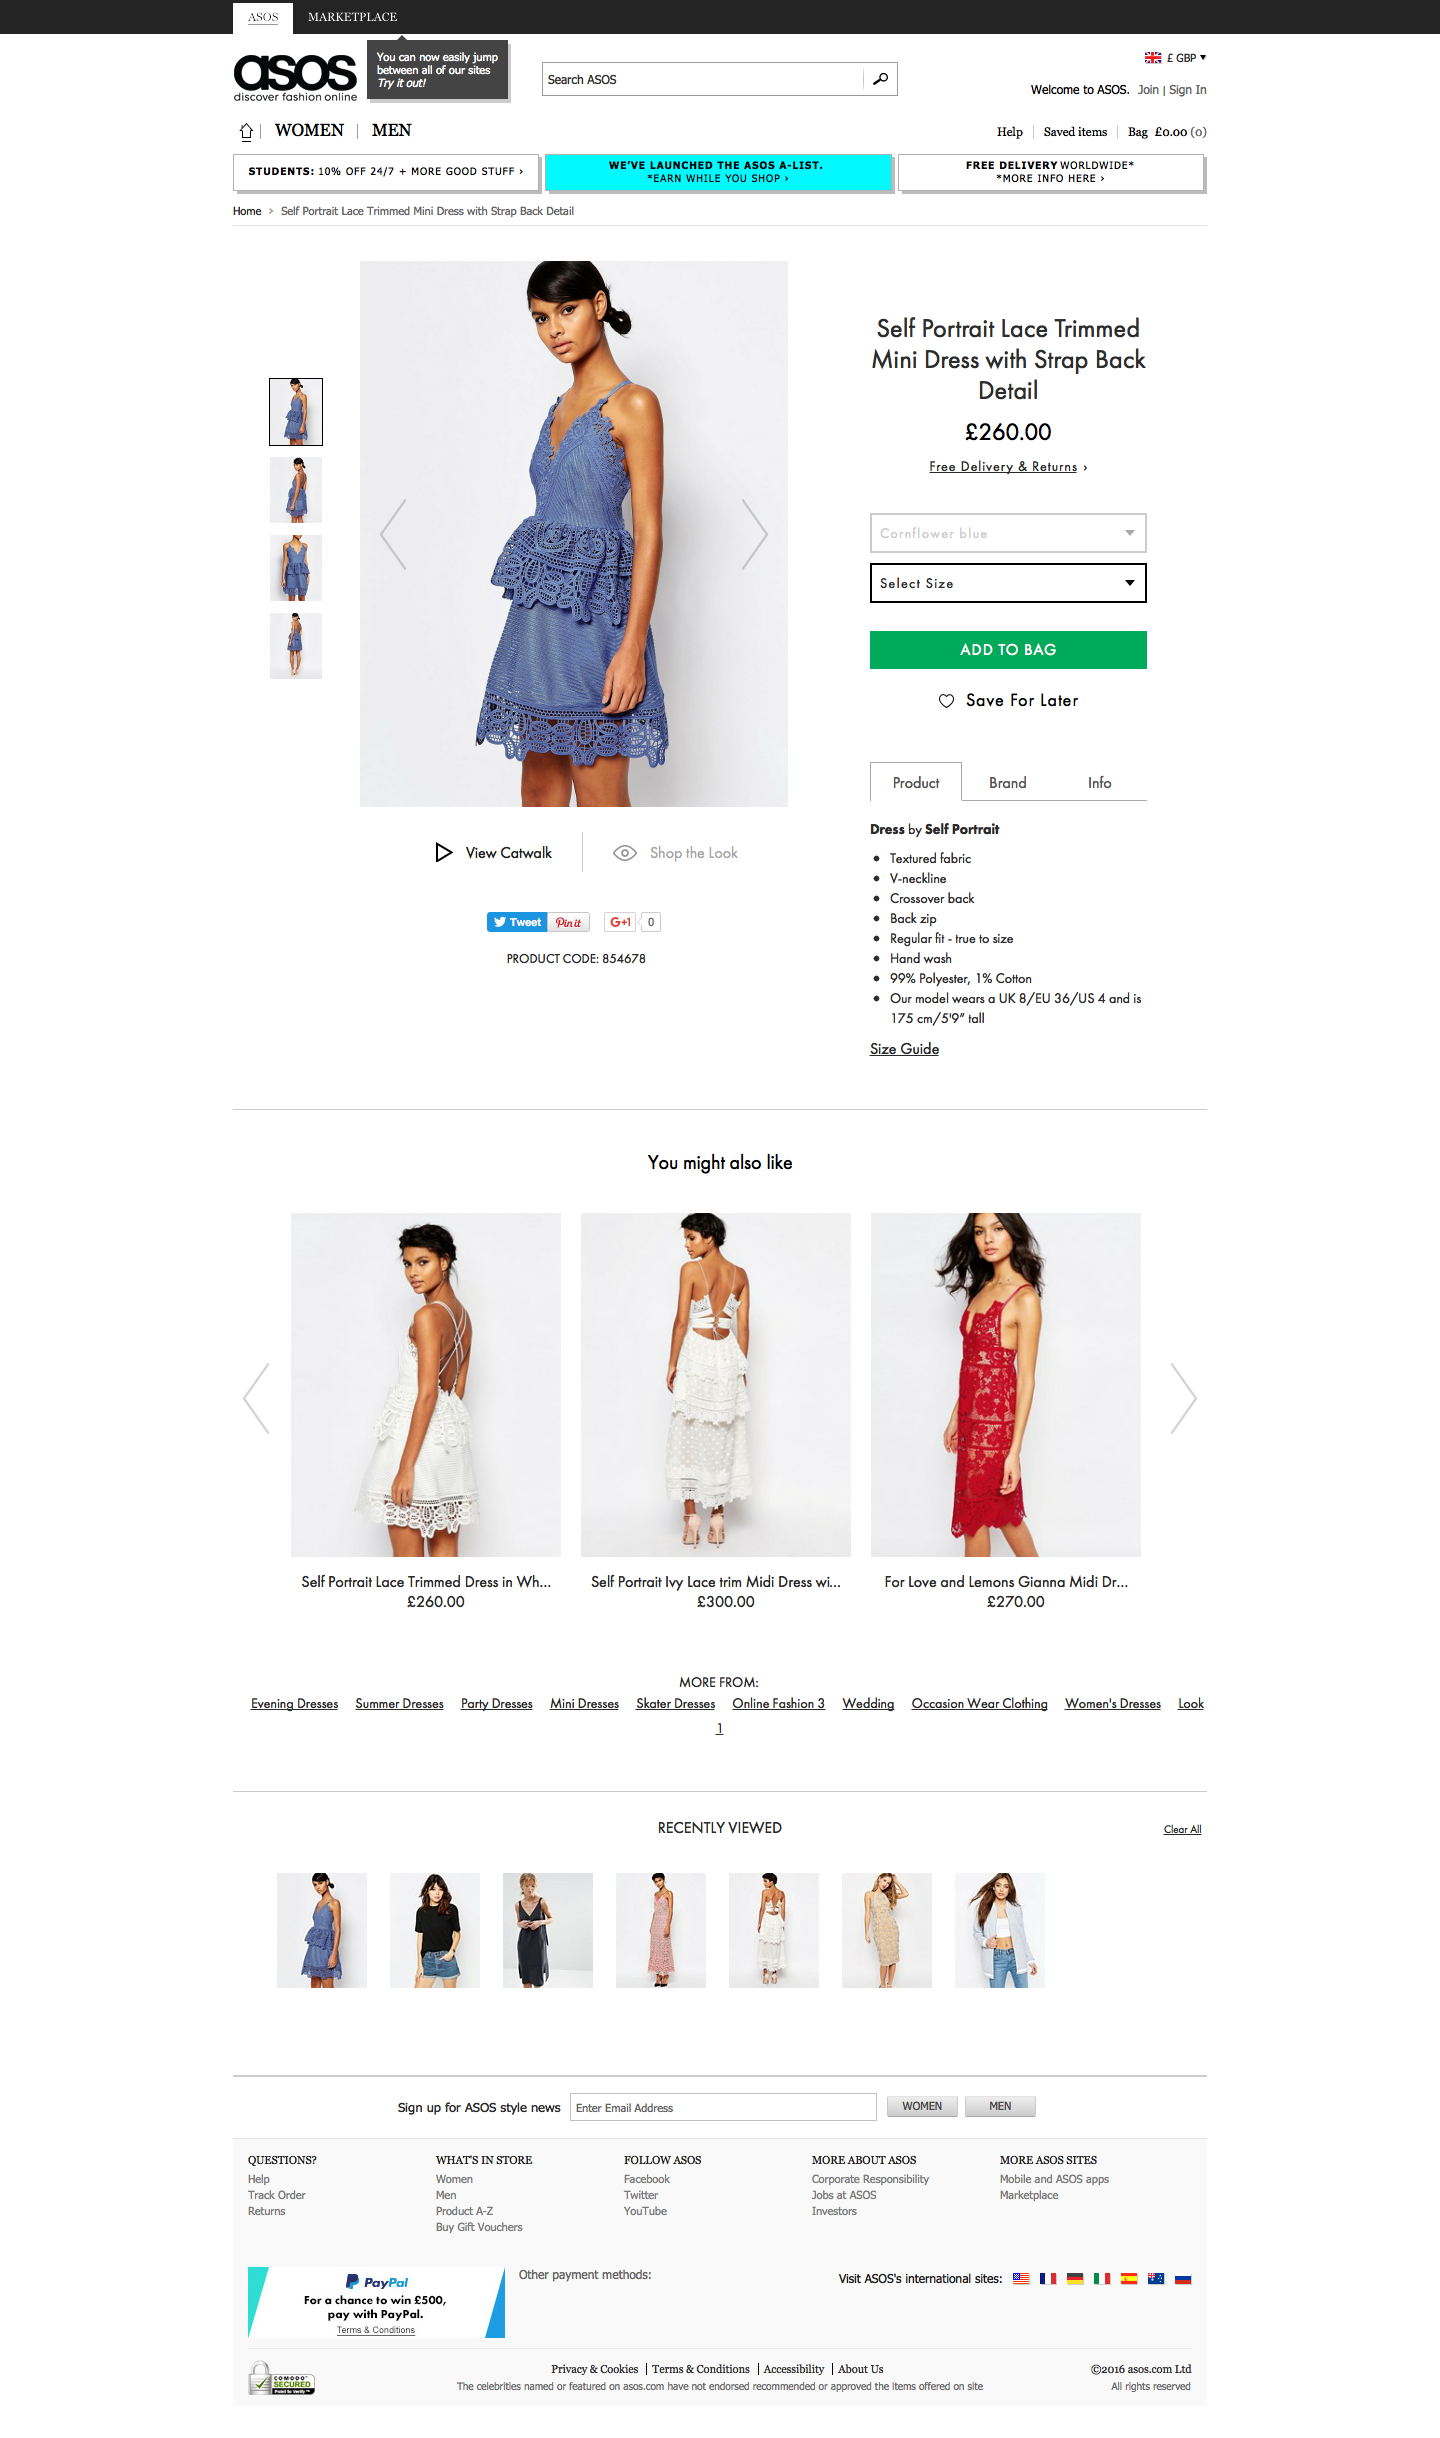 ASOS
MARKETPLACE
You can now easily jump
between all of our sites
Try it out!
asos
discover fashion online
Search ASOS
£ GBP
Welcome to ASOS. Join | Sign In
WOMEN
MEN
Help
Saved items
Bag £0.00 (0)
STUDENTS: 10% OFF 24/7 + MORE GOOD STUFF ›
WE'VE LAUNCHED THE ASOS A-LIST.
*EARN WHILE YOU SHOP ›
FREE DELIVERY WORLDWIDE*
*MORE INFO HERE ›
Home > Self Portrait Lace Trimmed Mini Dress with Strap Back Detail
Self Portrait Lace Trimmed
Mini Dress with Strap Back
Detail
£260.00
Free Delivery & Returns ›
Cornflower blue
Select Size
ADD TO BAG
Save For Later
Product
Brand
Info
Dress by Self Portrait
Textured fabric
V-neckline
Crossover back
Back zip
Regular fit - true to size
Hand wash
99% Polyester, 1% Cotton
Our model wears a UK 8/EU 36/US 4 and is
175 cm/5'9” tall
Size Guide
View Catwalk
Shop the Look
Tweet
Pin it
G+1
0
PRODUCT CODE: 854678
You might also like
Self Portrait Lace Trimmed Dress in Wh...
£260.00
Self Portrait Ivy Lace trim Midi Dress wi...
£300.00
For Love and Lemons Gianna Midi Dr...
£270.00
MORE FROM:
Evening Dresses Summer Dresses Party Dresses Mini Dresses Skater Dresses Online Fashion 3 Wedding Occasion Wear Clothing Women's Dresses Look
1
RECENTLY VIEWED
Clear All
Sign up for ASOS style news
Enter Email Address
WOMEN
MEN
QUESTIONS?
Help
Track Order
Returns
WHAT'S IN STORE
Women
Men
Product A-Z
Buy Gift Vouchers
FOLLOW ASOS
Facebook
Twitter
YouTube
MORE ABOUT ASOS
Corporate Responsibility
Jobs at ASOS
Investors
MORE ASOS SITES
Mobile and ASOS apps
Marketplace
PayPal
For a chance to win £500,
pay with PayPal.
Terms & Conditions
Other payment methods:
Visit ASOS's international sites:
COMODO
SECURED
Point to Verify™
Privacy & Cookies | Terms & Conditions | Accessibility | About Us
The celebrities named or featured on asos.com have not endorsed recommended or approved the items offered on site
©2016 asos.com Ltd
All rights reserved